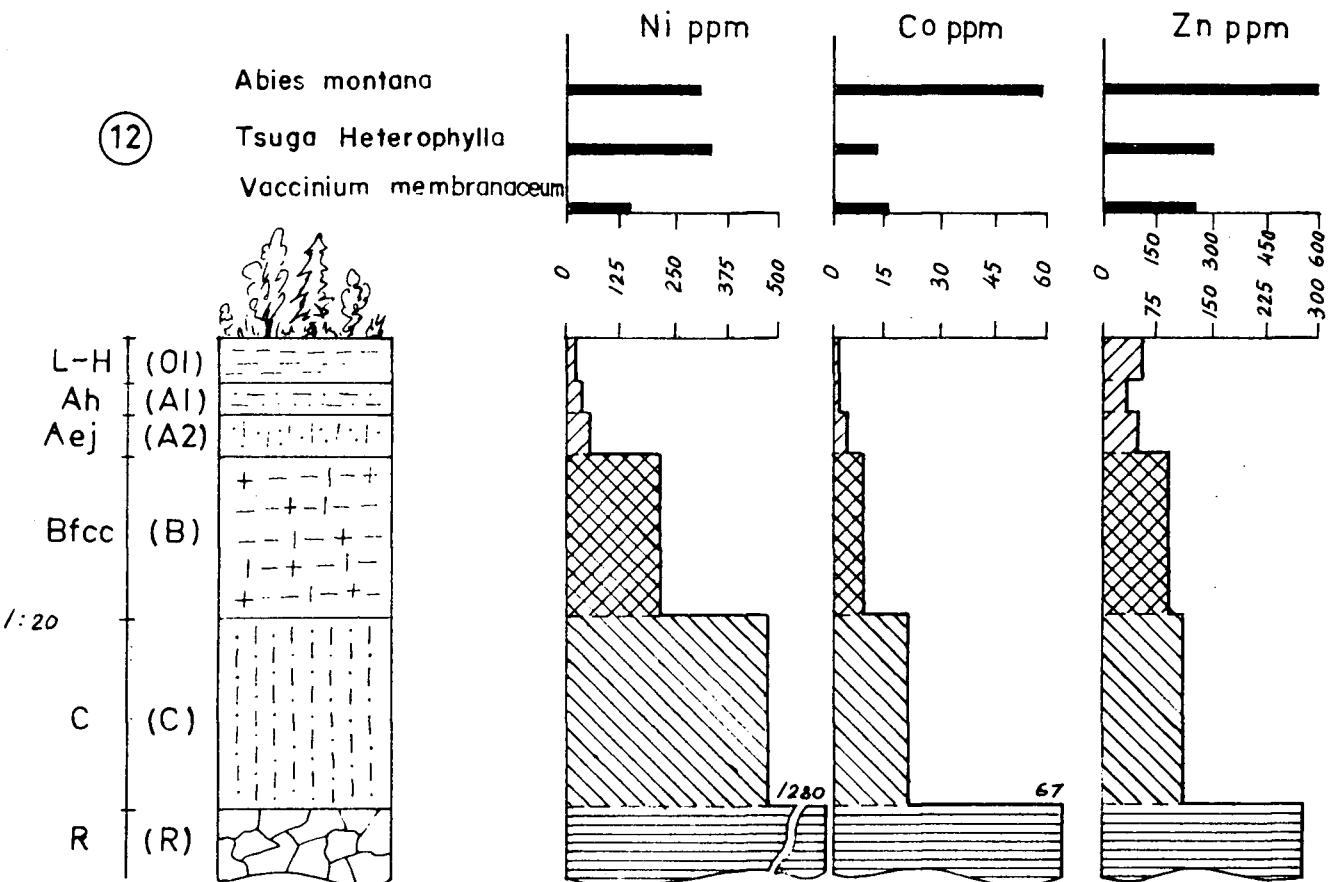 Ni ppm
Co ppm
Zn ppm
Abies montana
12
Tsuga Heterophylla
Vaccinium membranaceum
0 125 250 375 500
0 15 30 45 60
0 150 300 450 600
75 150 225 300
L-H (01)
Ah (A1)
Aej (A2)
Bfcc (B)
1:20
C (C)
1280
67
R (R)